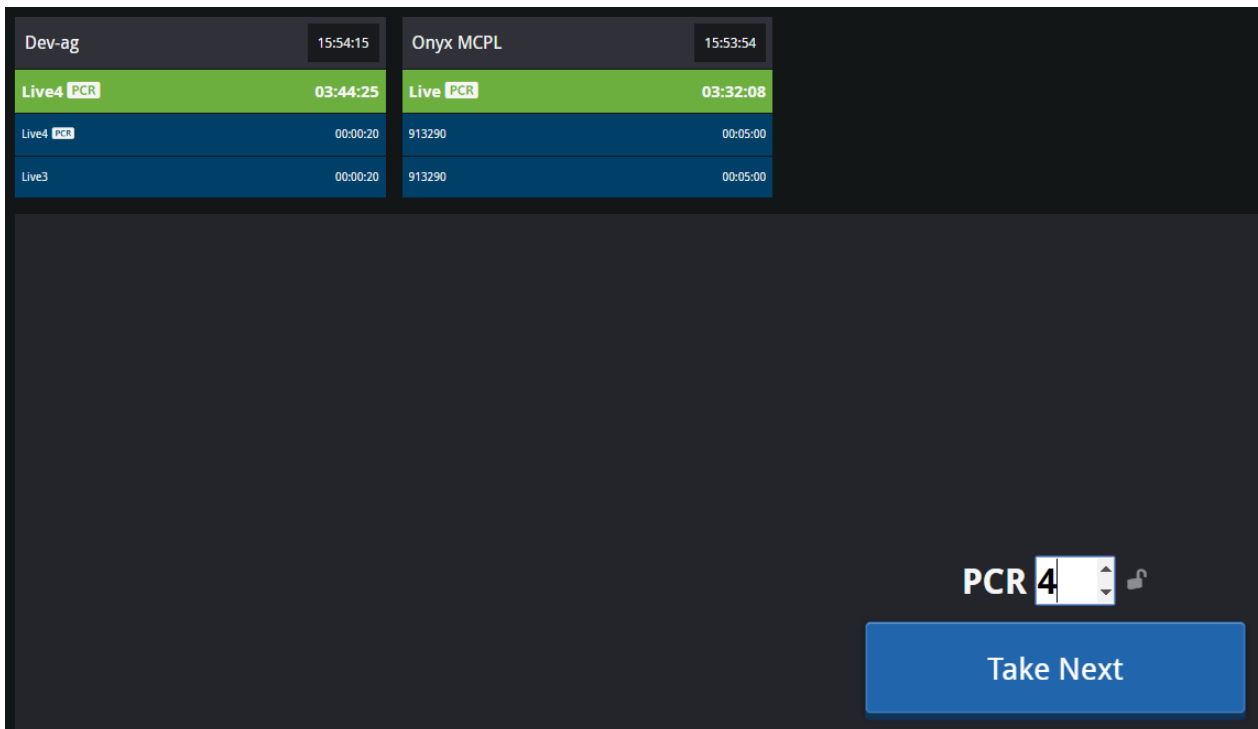 Dev-ag 15:54:15
Live4 PCR 03:44:25
Live4 PCR 00:00:20
Live3 00:00:20
Onyx MCPL 15:53:54
Live PCR 03:32:08
913290 00:05:00
913290 00:05:00
PCR 4
Take Next